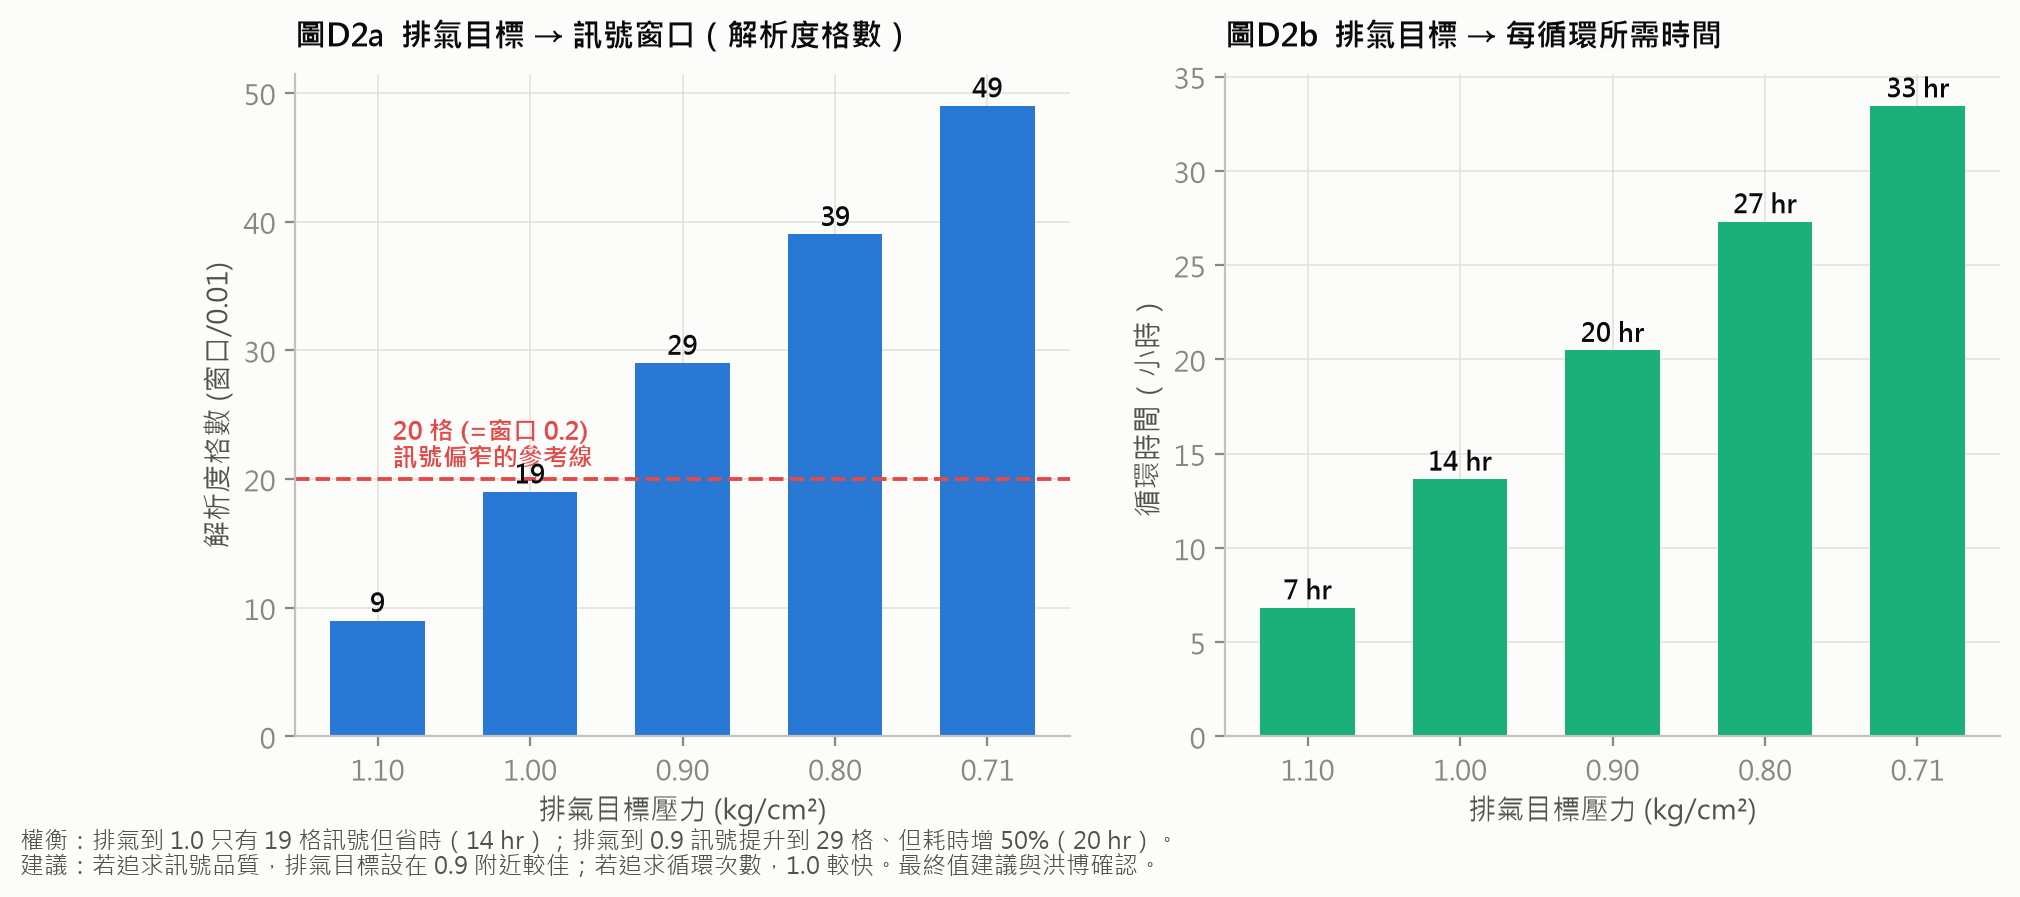 圖D2a 排氣目標 → 訊號窗口（解析度格數）
解析度格數 (窗口/0.01)
50
40
30
20
10
0
49
39
29
20 格 (=窗口 0.2)
訊號偏窄的參考線
19
9
1.10 1.00 0.90 0.80 0.71
排氣目標壓力 (kg/cm²)
圖D2b 排氣目標 → 每循環所需時間
循環時間（小時）
35
30
25
20
15
10
5
0
33 hr
27 hr
20 hr
14 hr
7 hr
1.10 1.00 0.90 0.80 0.71
排氣目標壓力 (kg/cm²)
權衡：排氣到 1.0 只有 19 格訊號但省時（14 hr）；排氣到 0.9 訊號提升到 29 格、但耗時增 50%（20 hr）。
建議：若追求訊號品質，排氣目標設在 0.9 附近較佳；若追求循環次數，1.0 較快。最終值建議與洪博確認。